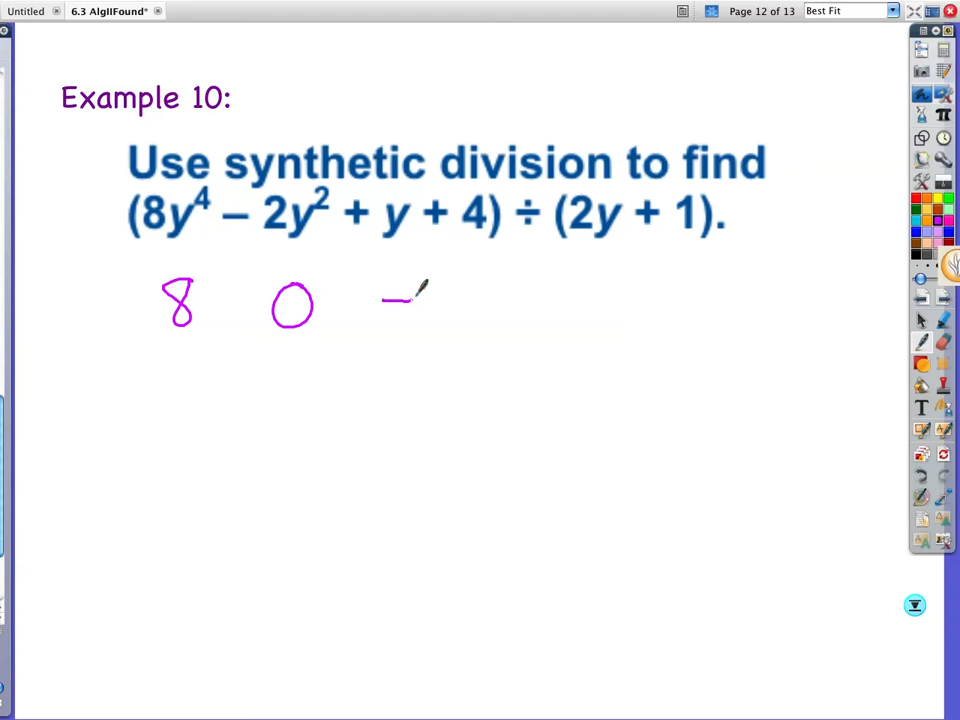 Untitled 6.3 AlgIIFound* Page 12 of 13 Best Fit
Example 10:
Use synthetic division to find
(8y⁴ – 2y² + y + 4) ÷ (2y + 1).
8 0 –
T